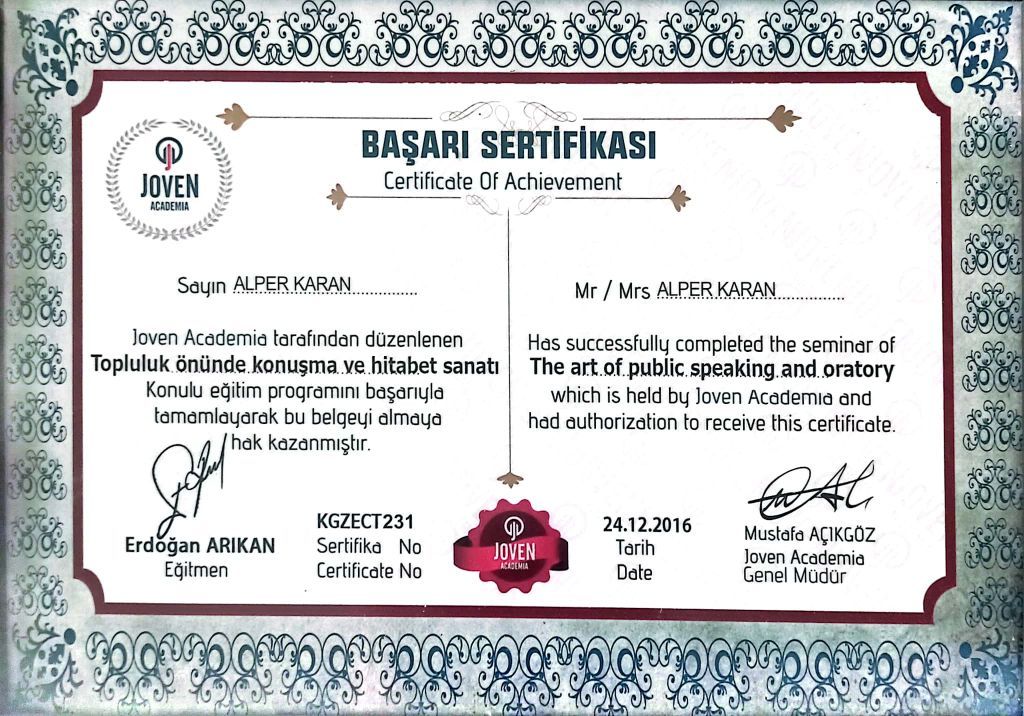 BAŞARI SERTİFİKASI
Certificate Of Achievement
JOVEN
ACADEMIA
Sayın ALPER KARAN
Joven Academia tarafından düzenlenen
Topluluk önünde konuşma ve hitabet sanatı
Konulu eğitim programını başarıyla
tamamlayarak bu belgeyi almaya
hak kazanmıştır.
Erdoğan ARIKAN
Eğitmen
KGZECT231
Sertifika No
Certificate No
Mr / Mrs ALPER KARAN
Has successfully completed the seminar of
The art of public speaking and oratory
which is held by Joven Academia and
had authorization to receive this certificate.
JOVEN
ACADEMIA
24.12.2016
Tarih
Date
Mustafa AÇIKGÖZ
Joven Academia
Genel Müdür